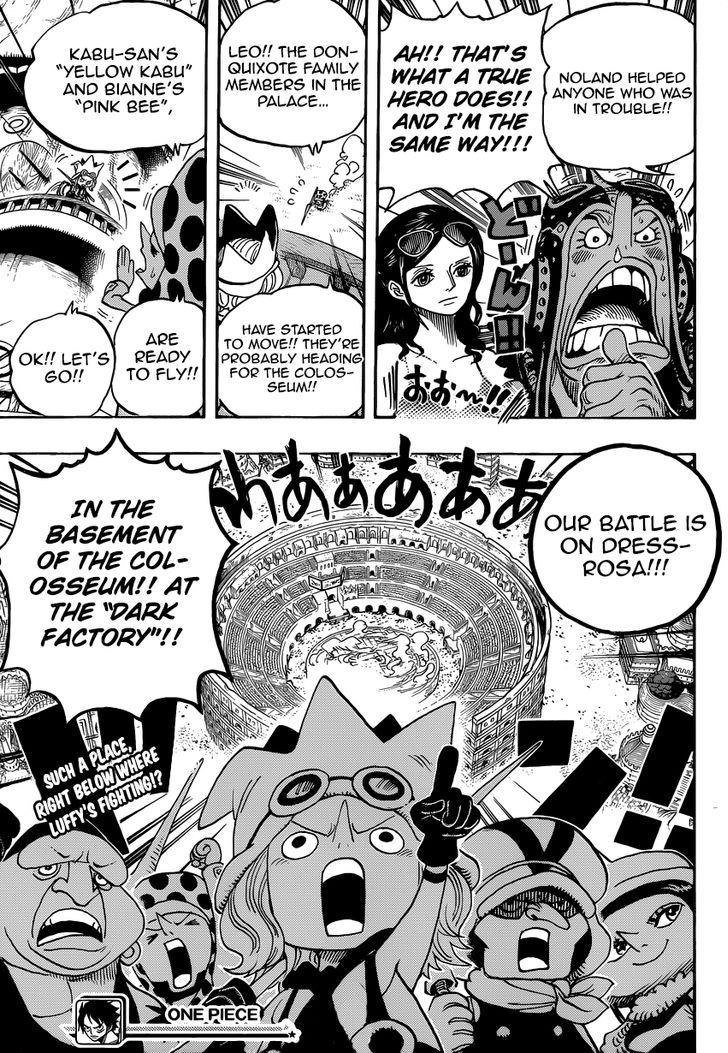 NOLAND HELPED
ANYONE WHO WAS
IN TROUBLE!!
AH!! THAT'S
WHAT A TRUE
HERO DOES!!
AND I'M THE
SAME WAY!!!
どーん!!
おお〜〜!!
LEO!! THE DON-
QUIXOTE FAMILY
MEMBERS IN THE
PALACE...
HAVE STARTED
TO MOVE!! THEY'RE
PROBABLY HEADING
FOR THE COLOS-
SEUM!!
KABU-SAN'S
"YELLOW KABU"
AND BIANNE'S
"PINK BEE",
ARE
READY
TO FLY!!
OK!! LET'S
GO!!
OUR BATTLE IS
ON DRESS-
ROSA!!!
わああああああ
IN THE
BASEMENT
OF THE COL-
OSSEUM!! AT
THE "DARK
FACTORY"!!
SUCH A PLACE,
RIGHT BELOW WHERE
LUFFY'S FIGHTING!?
ONE PIECE